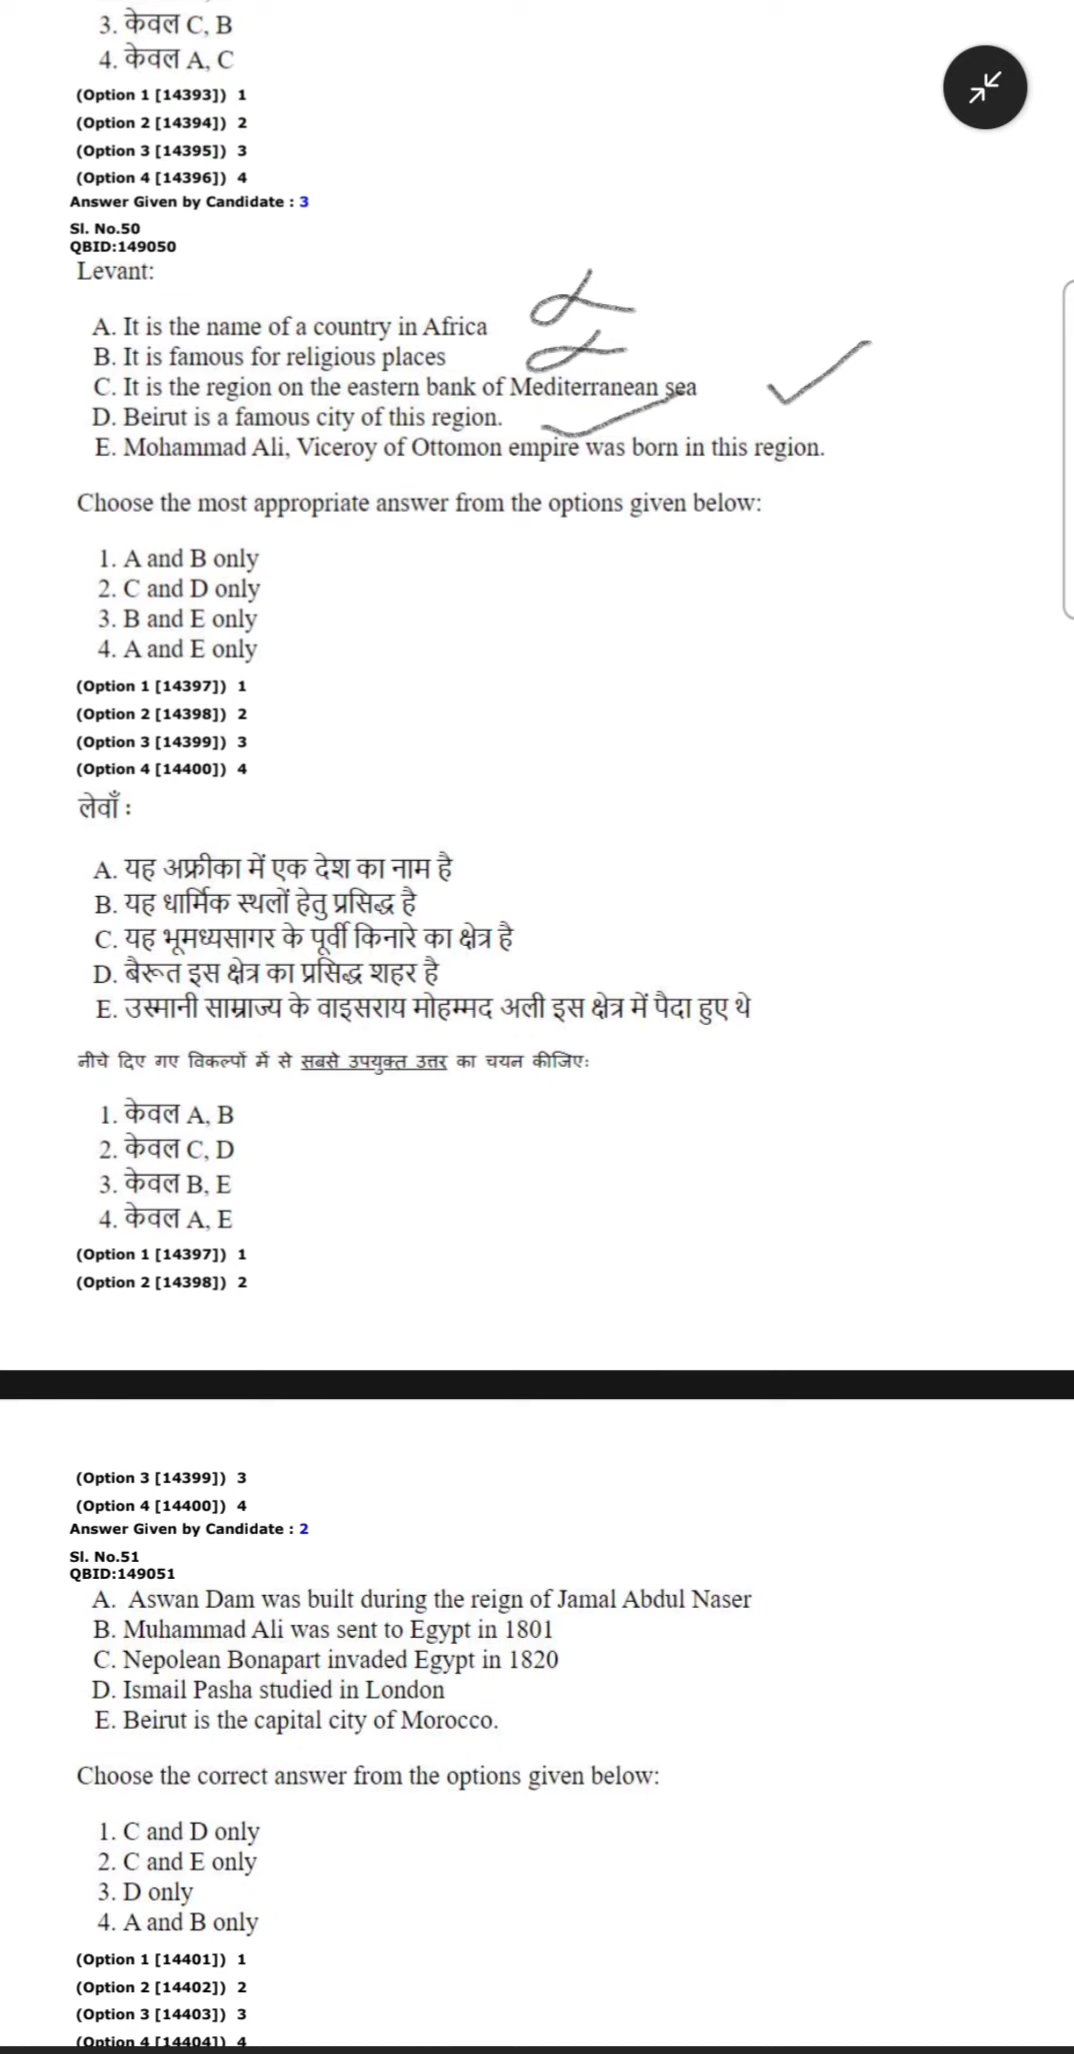 3. केवल C, B
4. केवल A, C
(Option 1 [14393]) 1
(Option 2 [14394]) 2
(Option 3 [14395]) 3
(Option 4 [14396]) 4
Answer Given by Candidate : 3
Sl. No.50
QBID:149050
Levant:
A. It is the name of a country in Africa
B. It is famous for religious places
C. It is the region on the eastern bank of Mediterranean sea
D. Beirut is a famous city of this region.
E. Mohammad Ali, Viceroy of Ottomon empire was born in this region.
Choose the most appropriate answer from the options given below:
1. A and B only
2. C and D only
3. B and E only
4. A and E only
(Option 1 [14397]) 1
(Option 2 [14398]) 2
(Option 3 [14399]) 3
(Option 4 [14400]) 4
लेवाँ :
A. यह अफ्रीका में एक देश का नाम है
B. यह धार्मिक स्थलों हेतु प्रसिद्ध है
C. यह भूमध्यसागर के पूर्वी किनारे का क्षेत्र है
D. बैरूत इस क्षेत्र का प्रसिद्ध शहर है
E. उस्मानी साम्राज्य के वाइसराय मोहम्मद अली इस क्षेत्र में पैदा हुए थे
नीचे दिए गए विकल्पों में से सबसे उपयुक्त उत्तर का चयन कीजिए:
1. केवल A, B
2. केवल C, D
3. केवल B, E
4. केवल A, E
(Option 1 [14397]) 1
(Option 2 [14398]) 2
(Option 3 [14399]) 3
(Option 4 [14400]) 4
Answer Given by Candidate : 2
Sl. No.51
QBID:149051
A. Aswan Dam was built during the reign of Jamal Abdul Naser
B. Muhammad Ali was sent to Egypt in 1801
C. Nepolean Bonapart invaded Egypt in 1820
D. Ismail Pasha studied in London
E. Beirut is the capital city of Morocco.
Choose the correct answer from the options given below:
1. C and D only
2. C and E only
3. D only
4. A and B only
(Option 1 [14401]) 1
(Option 2 [14402]) 2
(Option 3 [14403]) 3
(Option 4 [14404]) 4